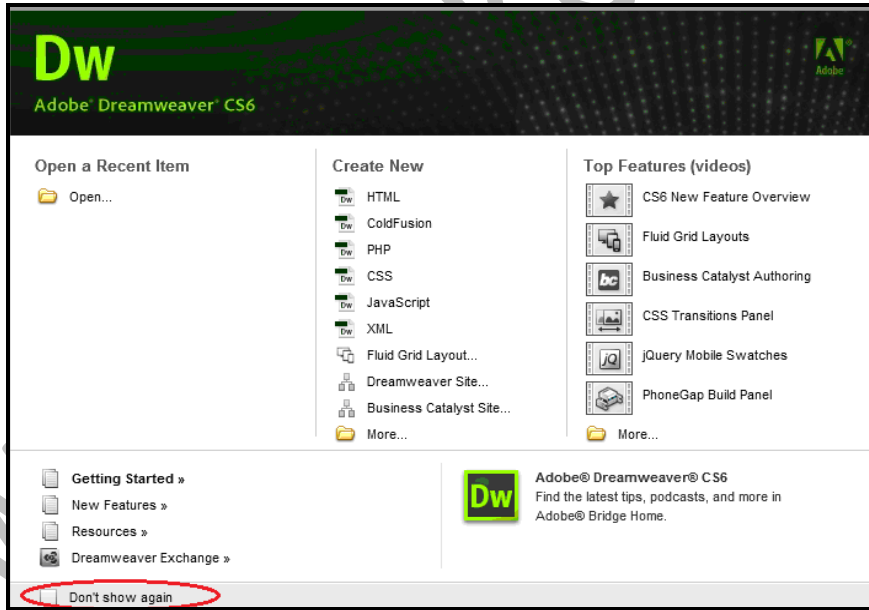 Dw
Adobe® Dreamweaver® CS6
Adobe®
Open a Recent Item
Open...
Create New
HTML
ColdFusion
PHP
CSS
JavaScript
XML
Fluid Grid Layout...
Dreamweaver Site...
Business Catalyst Site...
More...
Top Features (videos)
CS6 New Feature Overview
Fluid Grid Layouts
bc
Business Catalyst Authoring
CSS Transitions Panel
jQ
jQuery Mobile Swatches
PhoneGap Build Panel
More...
Getting Started »
New Features »
Resources »
Dreamweaver Exchange »
Dw
Adobe® Dreamweaver® CS6
Find the latest tips, podcasts, and more in
Adobe® Bridge Home.
Don't show again